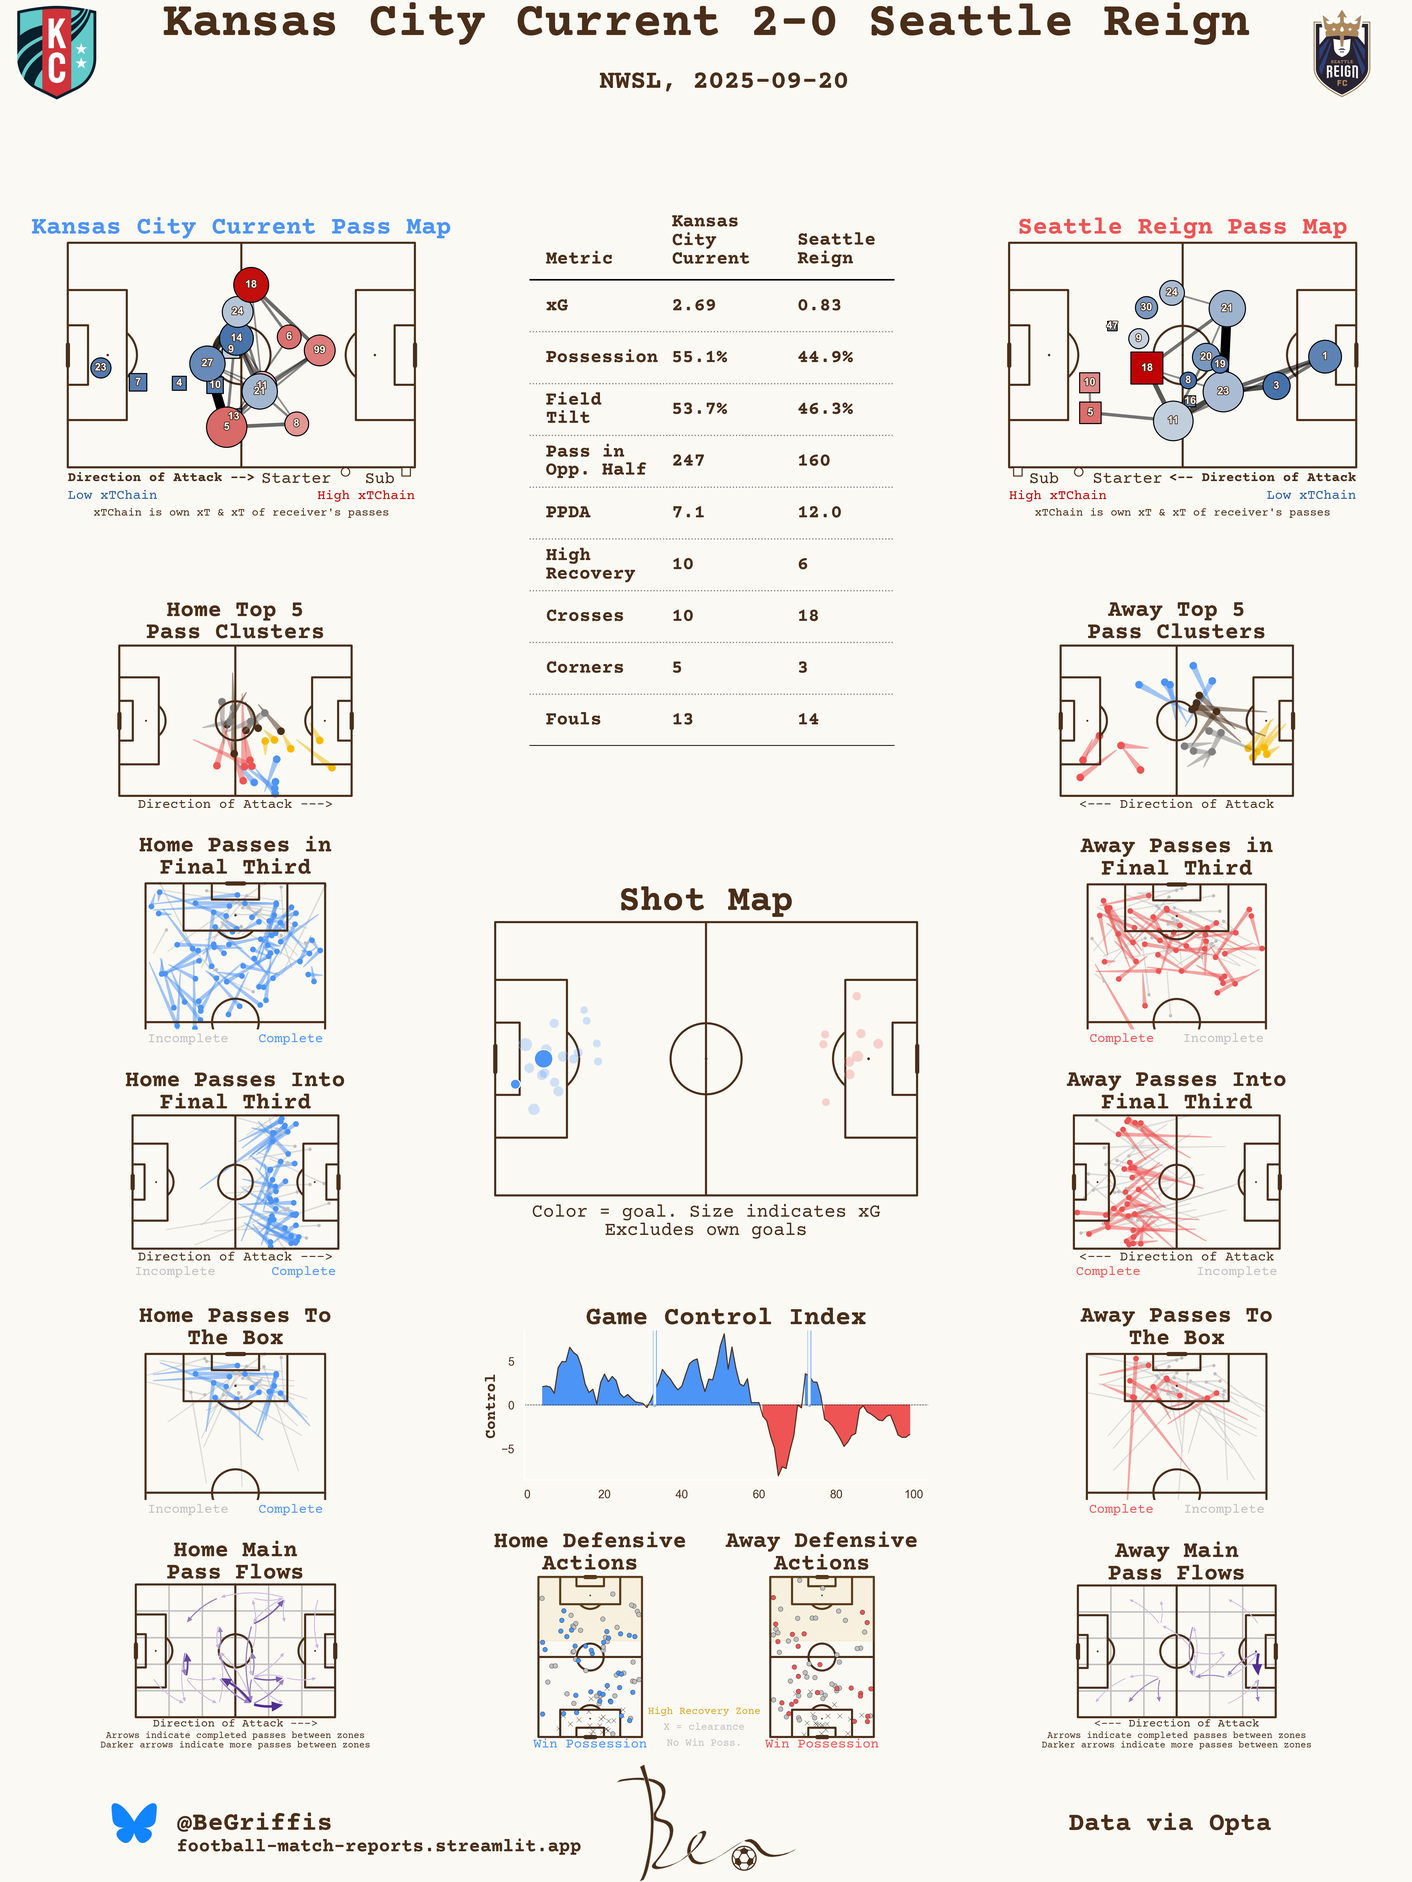 Kansas City Current 2-0 Seattle Reign
NWSL, 2025-09-20
KC
SEATTLE
REIGN
FC
Kansas City Current Pass Map
18
24
14
9
6
99
27
23
7
4
10
11
21
13
5
8
Direction of Attack --> Starter Sub
Low xTChain High xTChain
xTChain is own xT & xT of receiver's passes
Metric Kansas City Current Seattle Reign
xG 2.69 0.83
Possession 55.1% 44.9%
Field Tilt 53.7% 46.3%
Pass in Opp. Half 247 160
PPDA 7.1 12.0
High Recovery 10 6
Crosses 10 18
Corners 5 3
Fouls 13 14
Seattle Reign Pass Map
24
30
21
47
9
20
19
1
18
10
8
3
23
16
5
11
Sub Starter <-- Direction of Attack
High xTChain Low xTChain
xTChain is own xT & xT of receiver's passes
Home Top 5
Pass Clusters
Direction of Attack --->
Away Top 5
Pass Clusters
<--- Direction of Attack
Home Passes in
Final Third
Incomplete Complete
Away Passes in
Final Third
Complete Incomplete
Shot Map
Color = goal. Size indicates xG
Excludes own goals
Home Passes Into
Final Third
Direction of Attack --->
Incomplete Complete
Away Passes Into
Final Third
<--- Direction of Attack
Complete Incomplete
Home Passes To
The Box
Incomplete Complete
Game Control Index
Control
5
0
−5
0 20 40 60 80 100
Away Passes To
The Box
Complete Incomplete
Home Main
Pass Flows
Direction of Attack --->
Arrows indicate completed passes between zones
Darker arrows indicate more passes between zones
Home Defensive
Actions
Win Possession
High Recovery Zone
X = clearance
No Win Poss.
Away Defensive
Actions
Win Possession
Away Main
Pass Flows
<--- Direction of Attack
Arrows indicate completed passes between zones
Darker arrows indicate more passes between zones
@BeGriffis
football-match-reports.streamlit.app
Ben
Data via Opta